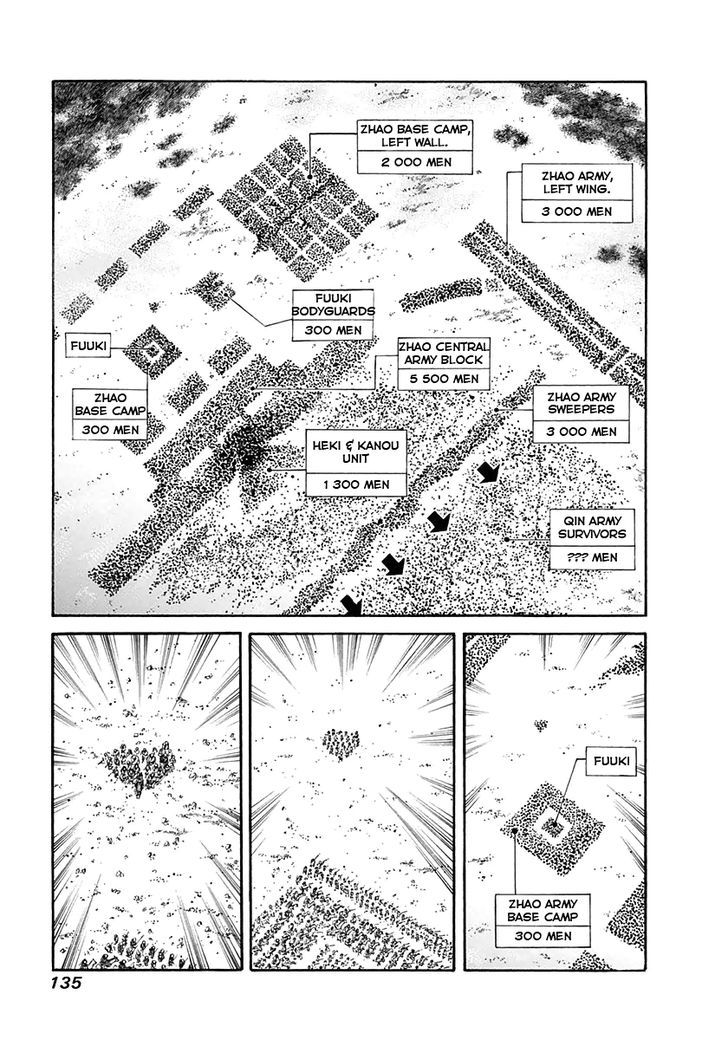 ZHAO BASE CAMP,
LEFT WALL.
2 000 MEN
ZHAO ARMY,
LEFT WING.
3 000 MEN
FUUKI
BODYGUARDS
300 MEN
FUUKI
ZHAO CENTRAL
ARMY BLOCK
5 500 MEN
ZHAO
BASE CAMP
300 MEN
ZHAO ARMY
SWEEPERS
3 000 MEN
HEKI & KANOU
UNIT
1 300 MEN
QIN ARMY
SURVIVORS
??? MEN
FUUKI
ZHAO ARMY
BASE CAMP
300 MEN
135